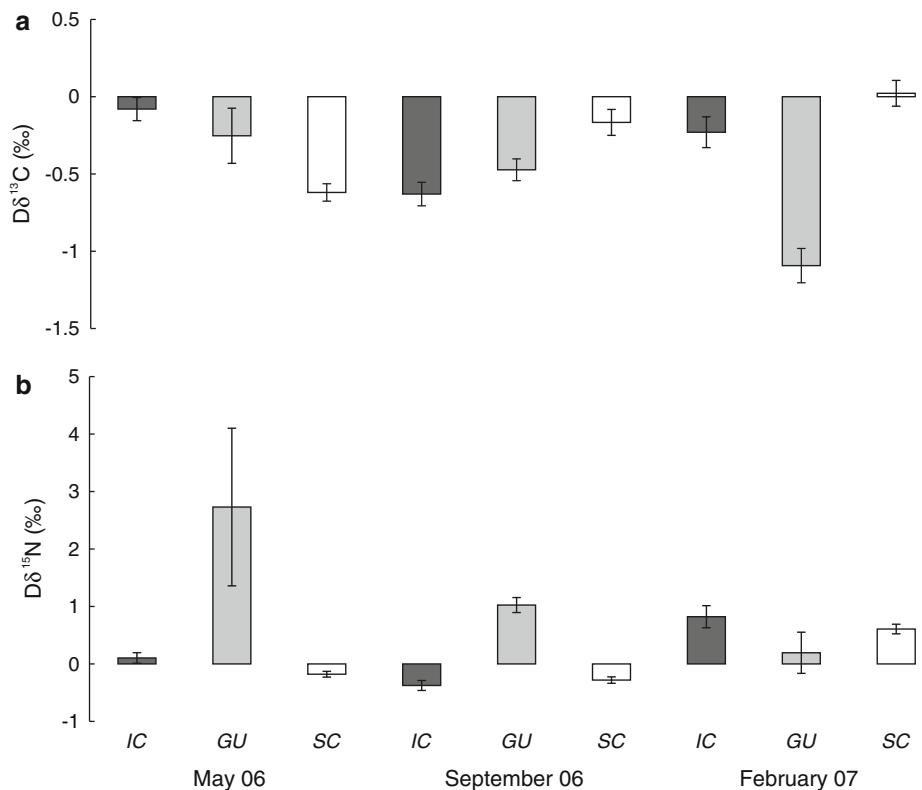 a
0.5
0
-0.5
-1
-1.5
Dδ¹³C (‰)
b
5
4
3
2
1
0
-1
Dδ¹⁵N (‰)
IC GU SC IC GU SC IC GU SC
May 06 September 06 February 07